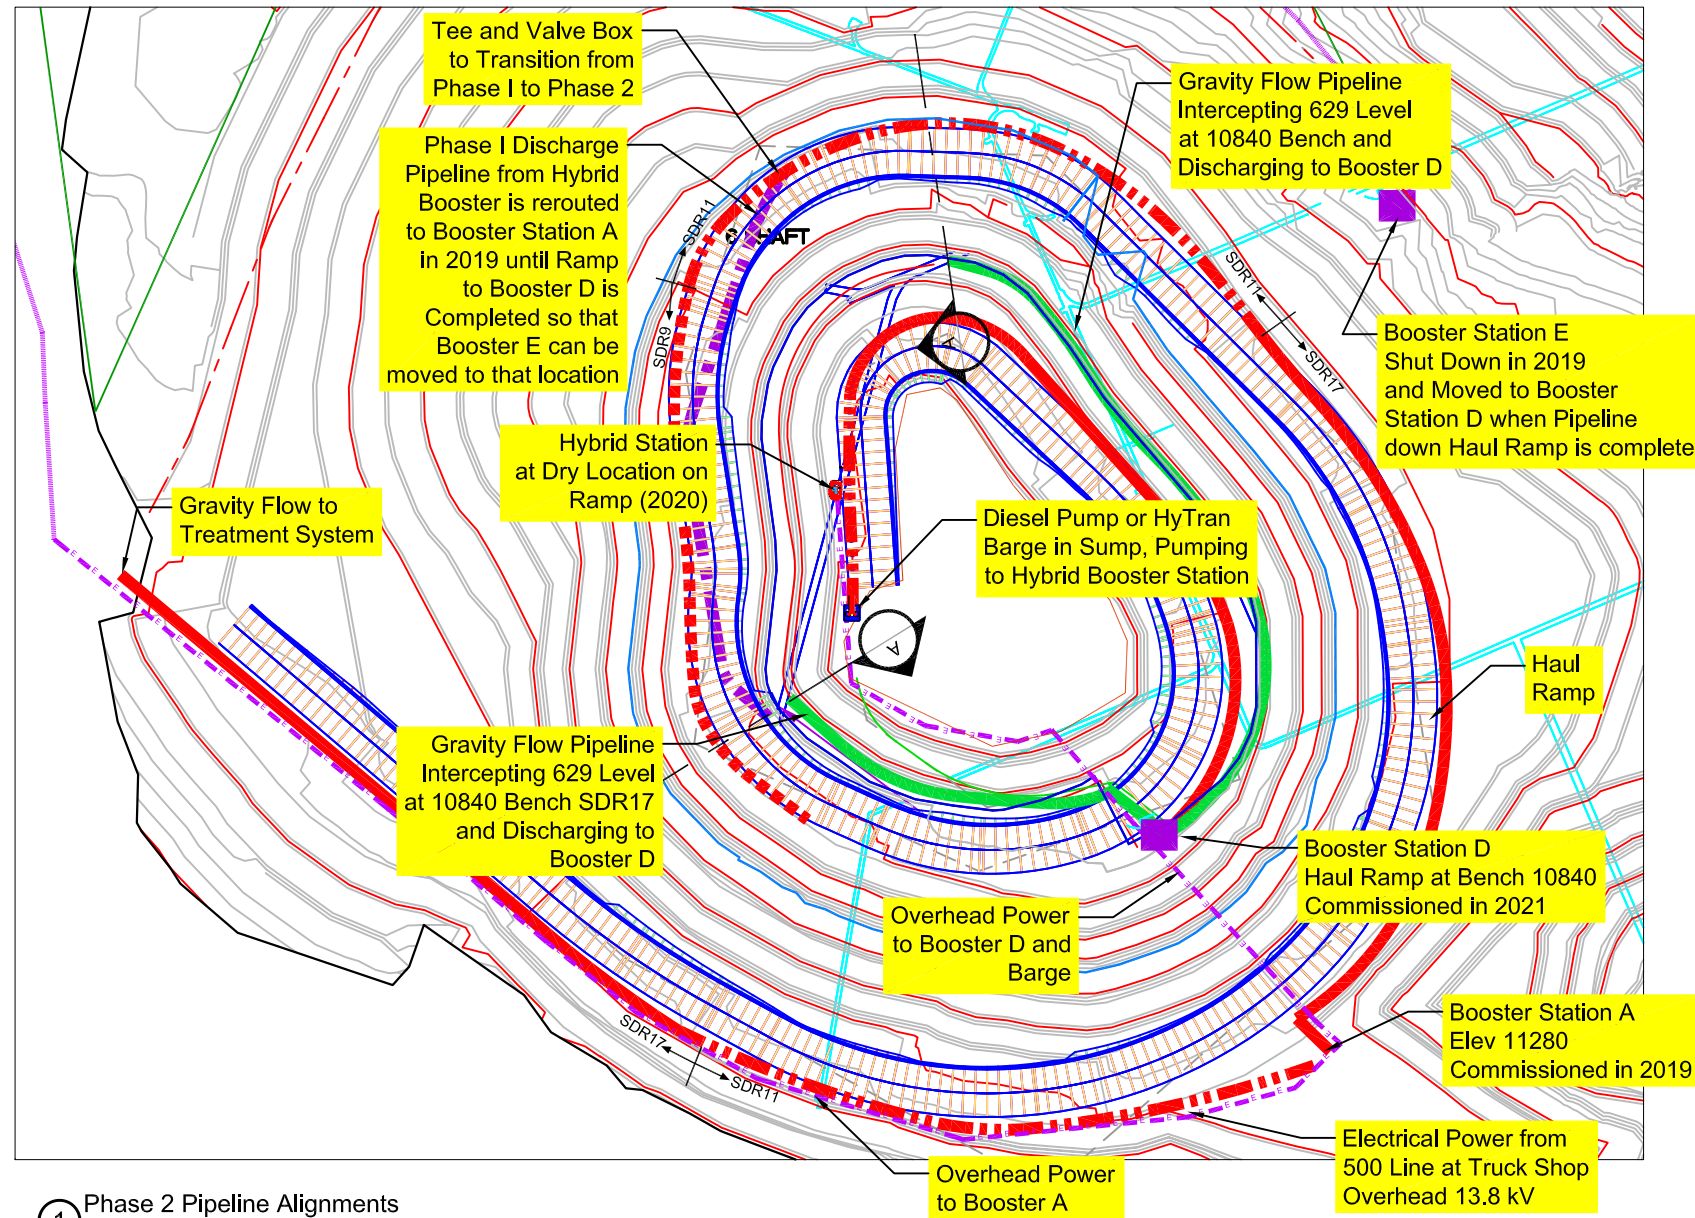 Tee and Valve Box
to Transition from
Phase I to Phase 2
Gravity Flow Pipeline
Intercepting 629 Level
at 10840 Bench and
Discharging to Booster D
Phase I Discharge
Pipeline from Hybrid
Booster is rerouted
to Booster Station A
in 2019 until Ramp
to Booster D is
Completed so that
Booster E can be
moved to that location
SDR11
SDR9
SDR11
SDR17
Booster Station E
Shut Down in 2019
and Moved to Booster
Station D when Pipeline
down Haul Ramp is complete
A
Hybrid Station
at Dry Location on
Ramp (2020)
Gravity Flow to
Treatment System
Diesel Pump or HyTran
Barge in Sump, Pumping
to Hybrid Booster Station
A
Haul
Ramp
Gravity Flow Pipeline
Intercepting 629 Level
at 10840 Bench SDR17
and Discharging to
Booster D
Booster Station D
Haul Ramp at Bench 10840
Commissioned in 2021
Overhead Power
to Booster D and
Barge
Booster Station A
Elev 11280
Commissioned in 2019
SDR17
SDR11
Electrical Power from
500 Line at Truck Shop
Overhead 13.8 kV
Overhead Power
to Booster A
1
Phase 2 Pipeline Alignments